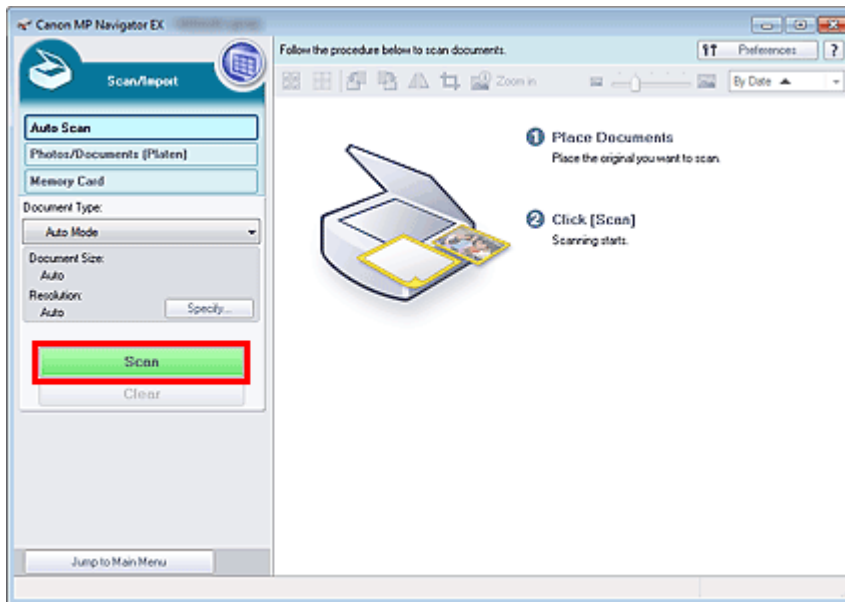 Canon MP Navigator EX
Scan/Import
Auto Scan
Photos/Documents (Platen)
Memory Card
Document Type:
Auto Mode
Document Size:
Auto
Resolution:
Auto
Specify...
Scan
Clear
Jump to Main Menu
Follow the procedure below to scan documents.
Preferences
?
Zoom in
By Date
1 Place Documents
Place the original you want to scan.
2 Click [Scan]
Scanning starts.